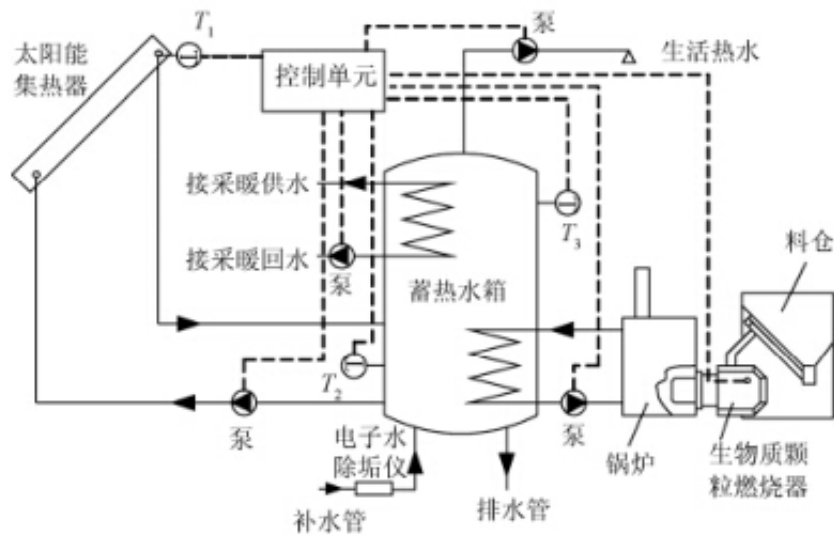 太阳能
集热器
T1
控制单元
泵
生活热水
接采暖供水
接采暖回水
泵
蓄热水箱
T3
料仓
T2
泵
电子水
除垢仪
补水管
排水管
泵
锅炉
生物质颗
粒燃烧器